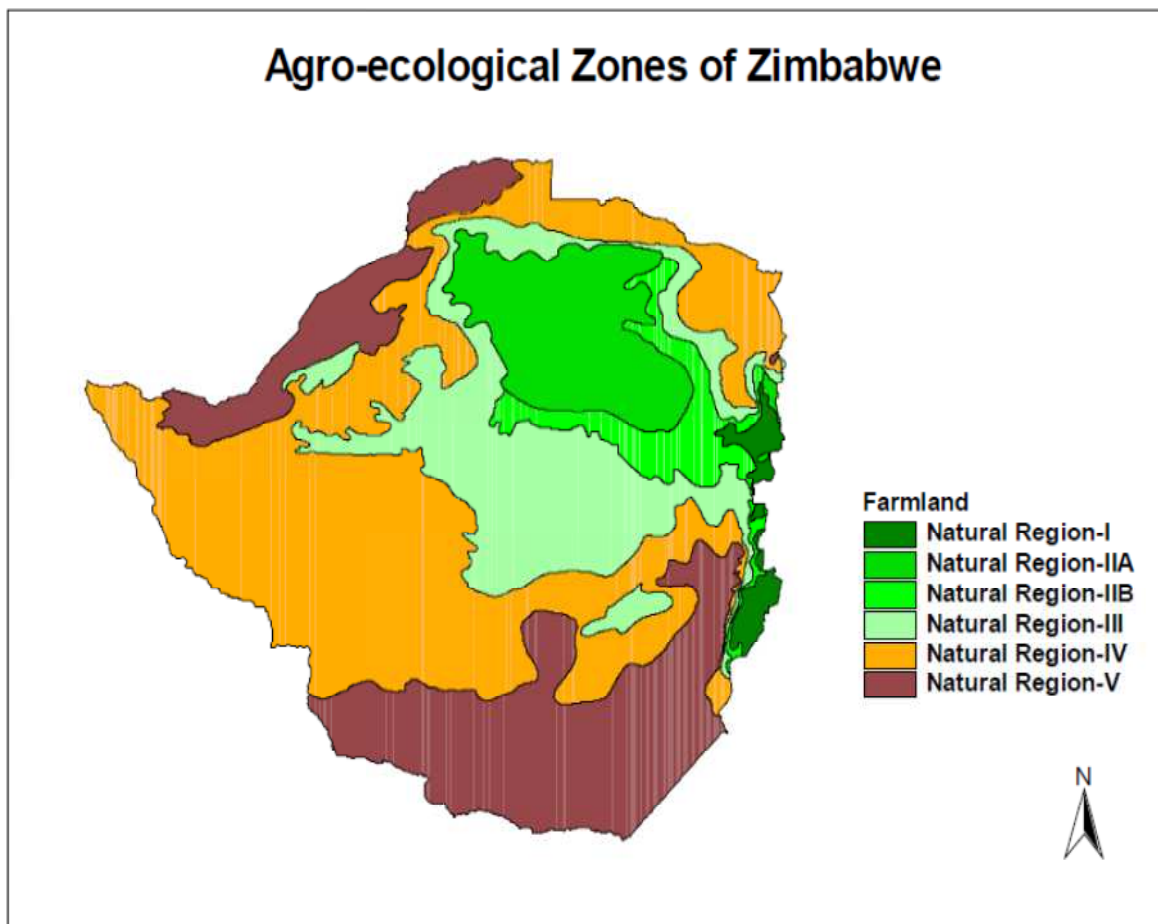 Agro-ecological Zones of Zimbabwe
Farmland
Natural Region-I
Natural Region-IIA
Natural Region-IIB
Natural Region-III
Natural Region-IV
Natural Region-V
N